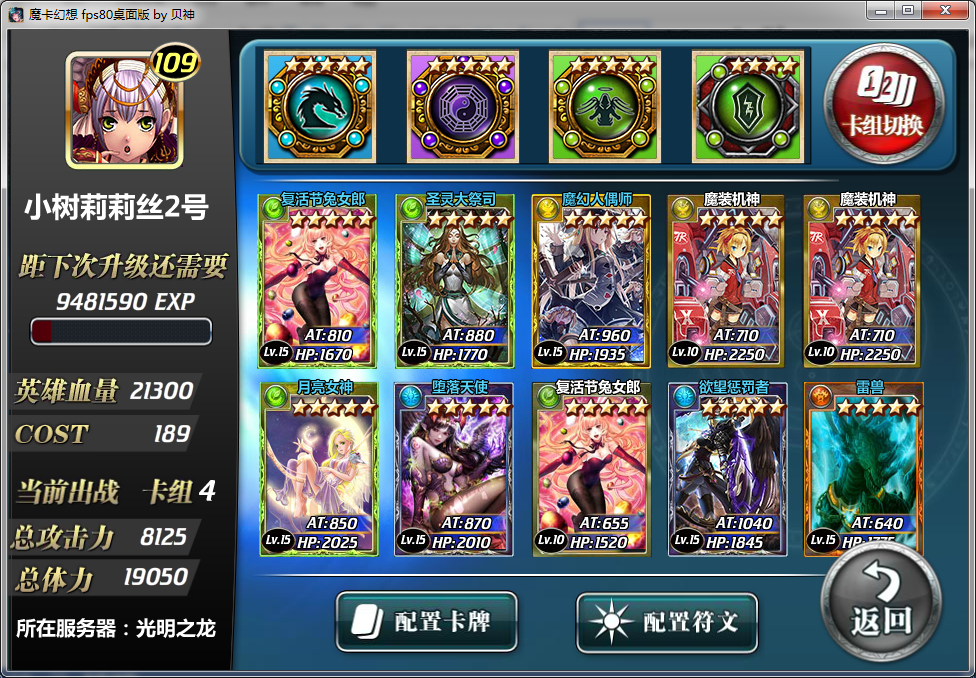 魔卡幻想 fps80桌面版 by 贝神
109
小树莉莉丝2号
距下次升级还需要
9481590 EXP
英雄血量 21300
COST 189
当前出战 卡组 4
总攻击力 8125
总体力 19050
所在服务器：光明之龙
卡组切换
复活节兔女郎
AT:810
Lv.15 HP:1670
圣灵大祭司
AT:880
Lv.15 HP:1770
魔幻人偶师
AT:960
Lv.15 HP:1935
魔装机神
AT:710
Lv.10 HP:2250
魔装机神
AT:710
Lv.10 HP:2250
月亮女神
AT:850
Lv.15 HP:2025
堕落天使
AT:870
Lv.15 HP:2010
复活节兔女郎
AT:655
Lv.10 HP:1520
欲望惩罚者
AT:1040
Lv.15 HP:1845
雷兽
AT:640
Lv.15
配置卡牌
配置符文
返回